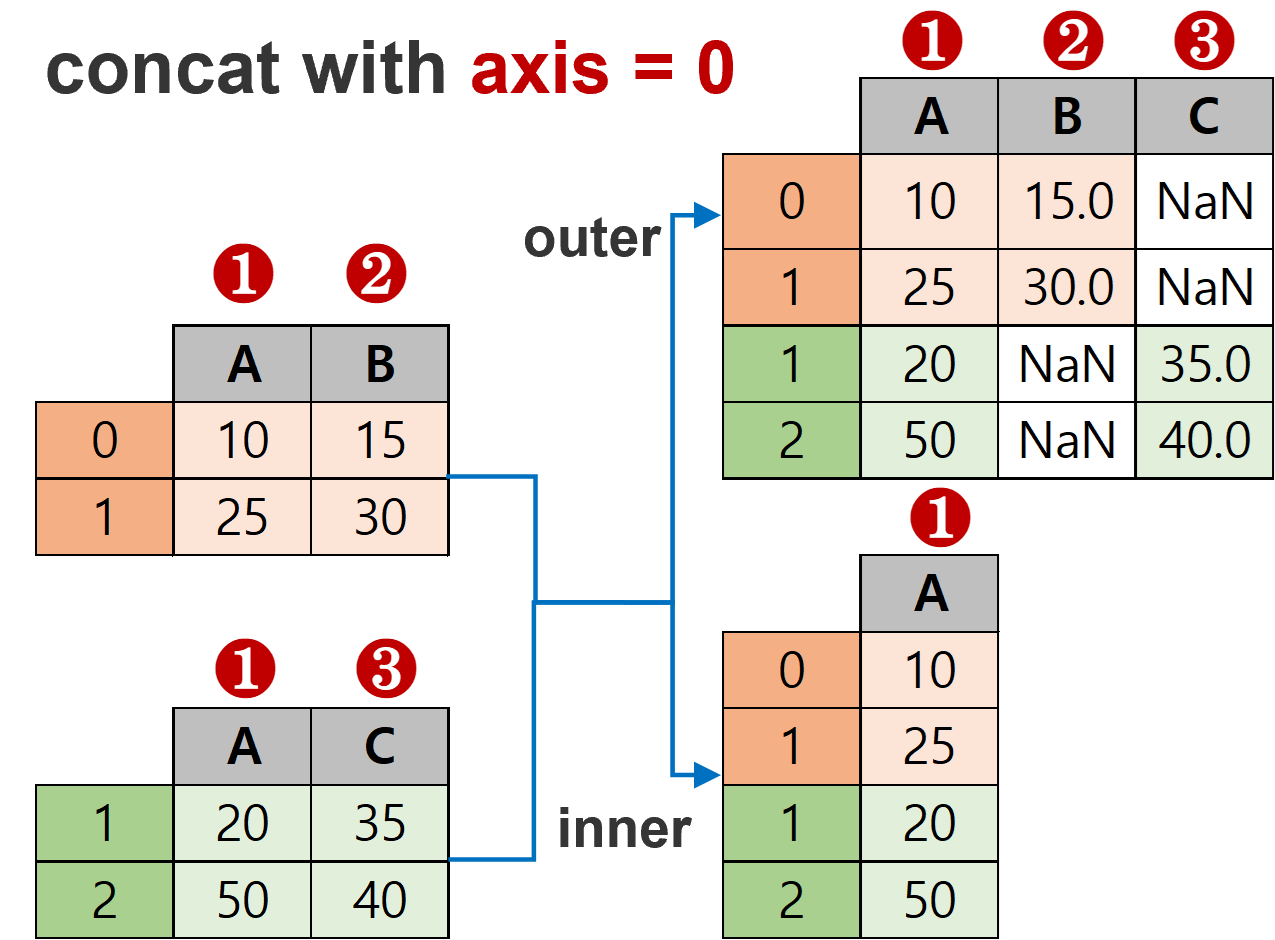 concat with axis = 0
❶ ❷
A B
0 10 15
1 25 30
❶ ❸
A C
1 20 35
2 50 40
outer
❶ ❷ ❸
A B C
0 10 15.0 NaN
1 25 30.0 NaN
1 20 NaN 35.0
2 50 NaN 40.0
inner
❶
A
0 10
1 25
1 20
2 50